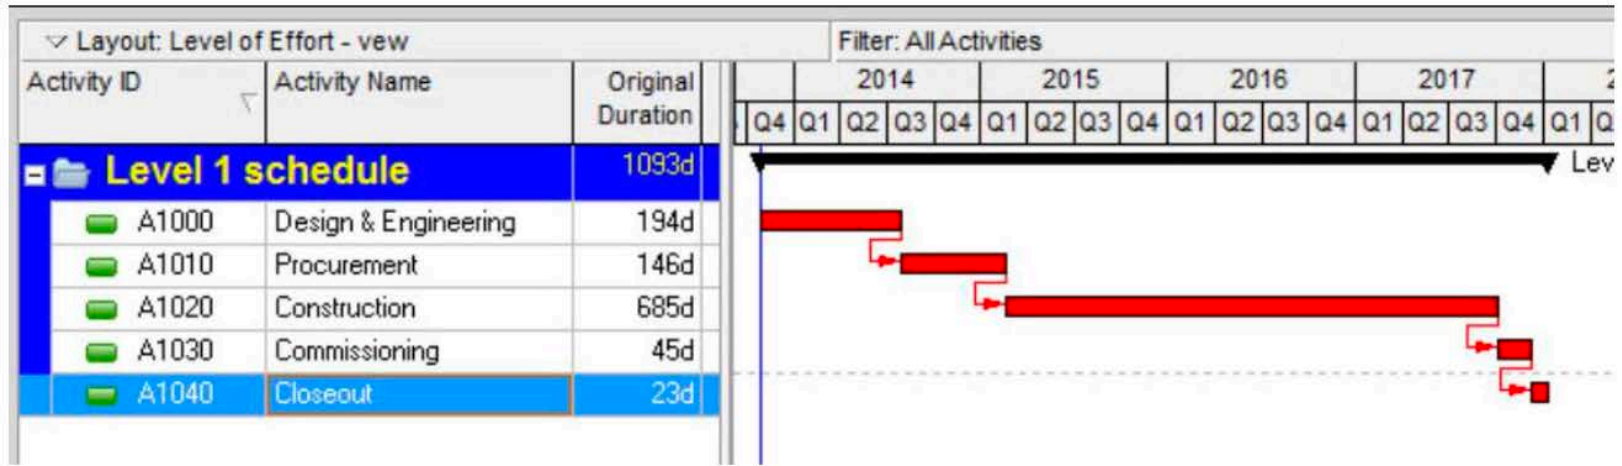 Layout: Level of Effort - vew Filter: All Activities
Activity ID Activity Name Original Duration 2014 2015 2016 2017
Q4 Q1 Q2 Q3 Q4 Q1 Q2 Q3 Q4 Q1 Q2 Q3 Q4 Q1 Q2 Q3 Q4 Q1
Level 1 schedule 1093d Lev
A1000 Design & Engineering 194d
A1010 Procurement 146d
A1020 Construction 685d
A1030 Commissioning 45d
A1040 Closeout 23d